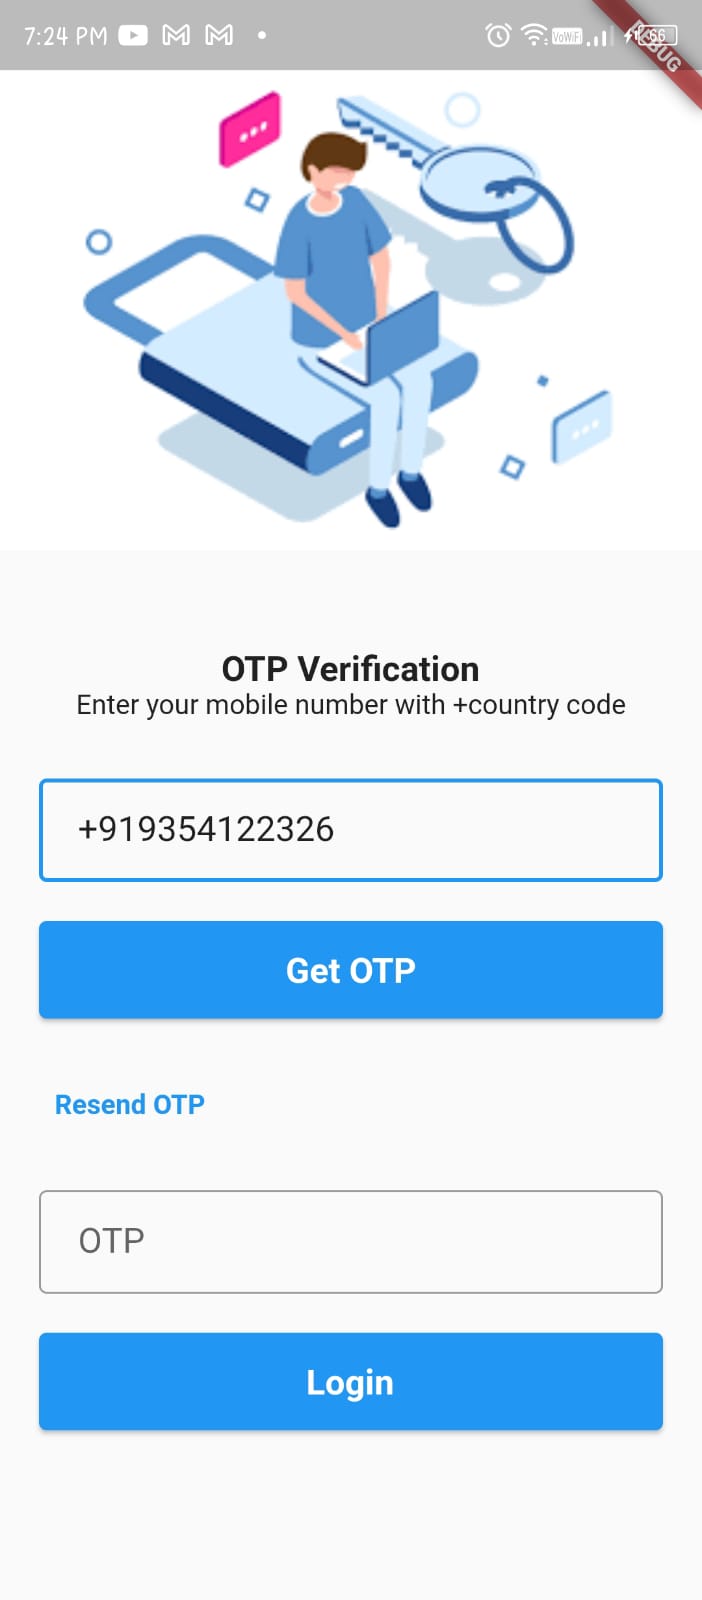 7:24 PM
VoWiFi
66
DEBUG
OTP Verification
Enter your mobile number with +country code
+919354122326
Get OTP
Resend OTP
OTP
Login